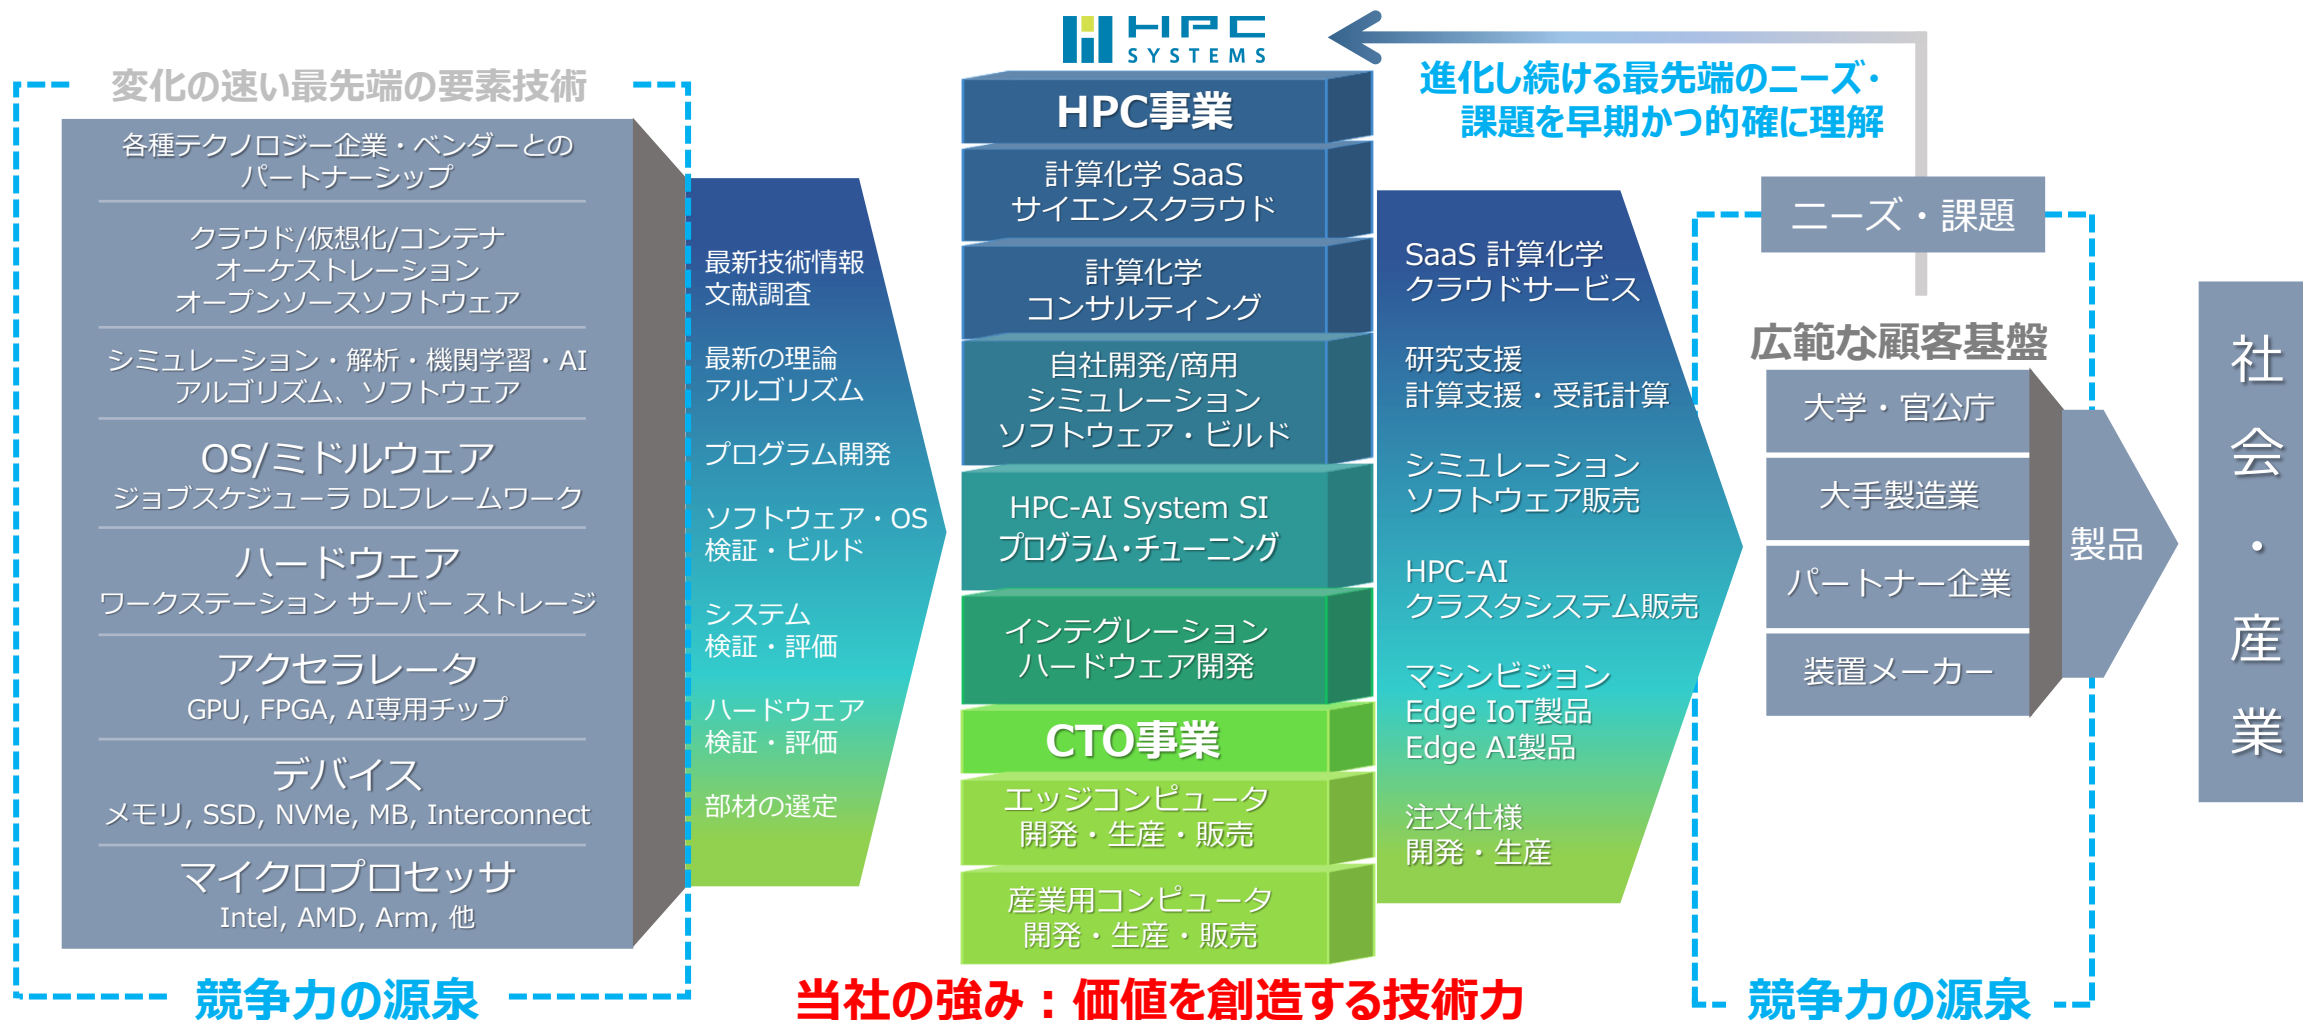 変化の速い最先端の要素技術
各種テクノロジー企業・ベンダーとの
パートナーシップ
クラウド/仮想化/コンテナ
オーケストレーション
オープンソースソフトウェア
シミュレーション・解析・機関学習・AI
アルゴリズム、ソフトウェア
OS/ミドルウェア
ジョブスケジューラ DLフレームワーク
ハードウェア
ワークステーション サーバー ストレージ
アクセラレータ
GPU, FPGA, AI専用チップ
デバイス
メモリ, SSD, NVMe, MB, Interconnect
マイクロプロセッサ
Intel, AMD, Arm, 他
競争力の源泉
最新技術情報
文献調査
最新の理論
アルゴリズム
プログラム開発
ソフトウェア・OS
検証・ビルド
システム
検証・評価
ハードウェア
検証・評価
部材の選定
HPC
SYSTEMS
HPC事業
計算化学 SaaS
サイエンスクラウド
計算化学
コンサルティング
自社開発/商用
シミュレーション
ソフトウェア・ビルド
HPC-AI System SI
プログラム・チューニング
インテグレーション
ハードウェア開発
CTO事業
エッジコンピュータ
開発・生産・販売
産業用コンピュータ
開発・生産・販売
当社の強み：価値を創造する技術力
SaaS 計算化学
クラウドサービス
研究支援
計算支援・受託計算
シミュレーション
ソフトウェア販売
HPC-AI
クラスタシステム販売
マシンビジョン
Edge IoT製品
Edge AI製品
注文仕様
開発・生産
進化し続ける最先端のニーズ・
課題を早期かつ的確に理解
ニーズ・課題
広範な顧客基盤
大学・官公庁
大手製造業
パートナー企業
装置メーカー
製品
競争力の源泉
社会・産業